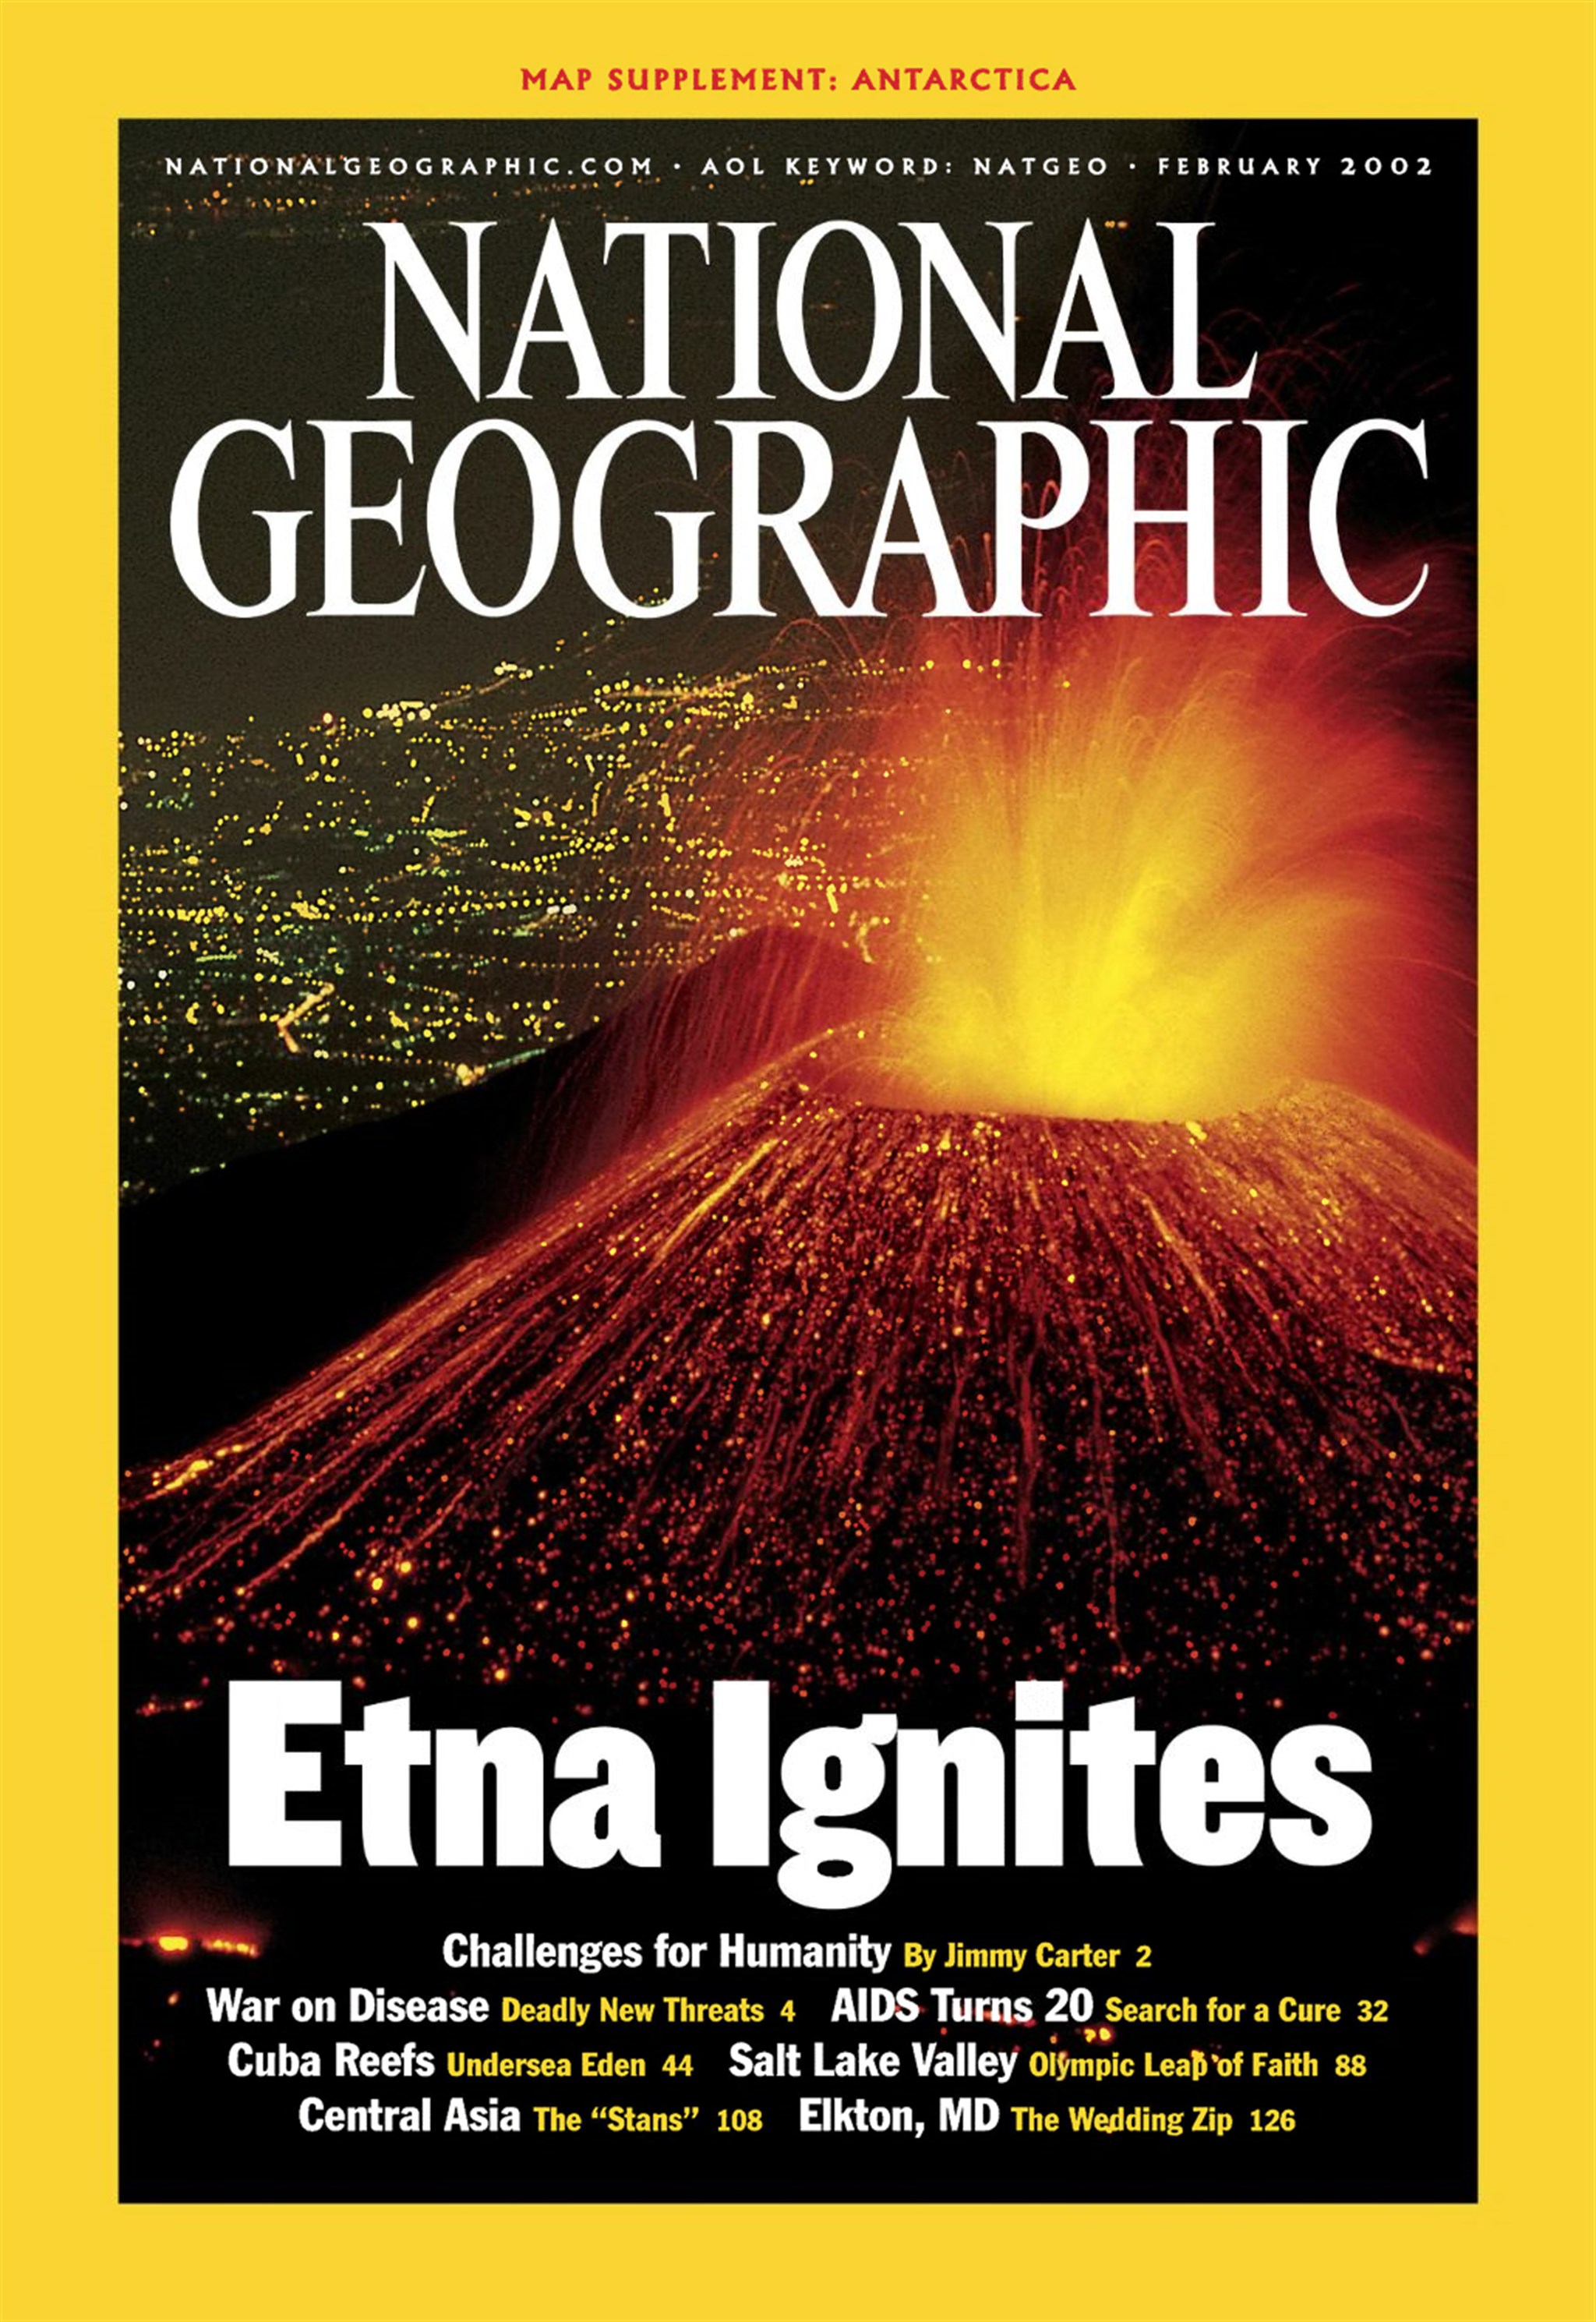 MAP SUPPLEMENT: ANTARCTICA
NATIONALGEOGRAPHIC.COM · AOL KEYWORD: NATGEO · FEBRUARY 2002
NATIONAL
GEOGRAPHIC
Etna Ignites
Challenges for Humanity By Jimmy Carter 2
War on Disease Deadly New Threats 4 AIDS Turns 20 Search for a Cure 32
Cuba Reefs Undersea Eden 44 Salt Lake Valley Olympic Leap of Faith 88
Central Asia The “Stans” 108 Elkton, MD The Wedding Zip 126